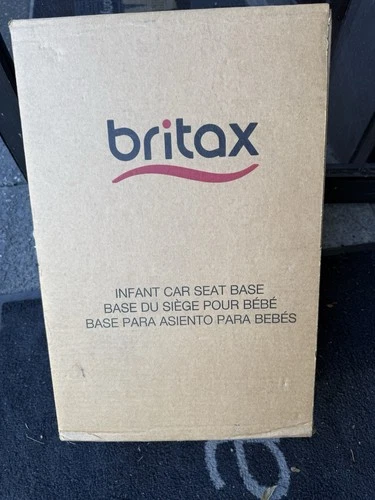 britax
INFANT CAR SEAT BASE
BASE DU SIÈGE POUR BÉBÉ
BASE PARA ASIENTO PARA BEBÉS